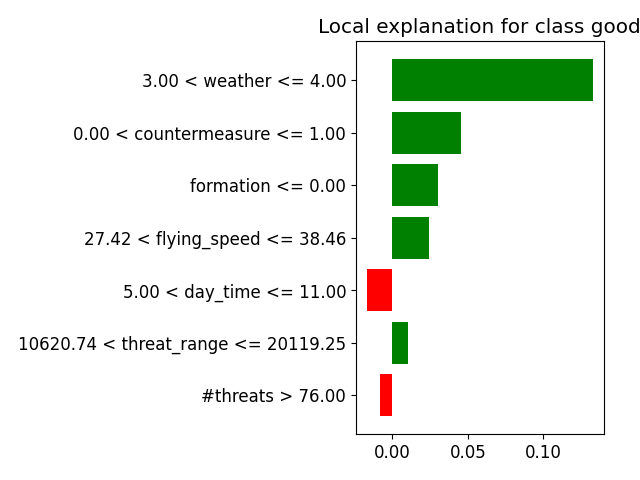 Local explanation for class good
3.00 < weather <= 4.00
0.00 < countermeasure <= 1.00
formation <= 0.00
27.42 < flying_speed <= 38.46
5.00 < day_time <= 11.00
10620.74 < threat_range <= 20119.25
#threats > 76.00
0.00 0.05 0.10